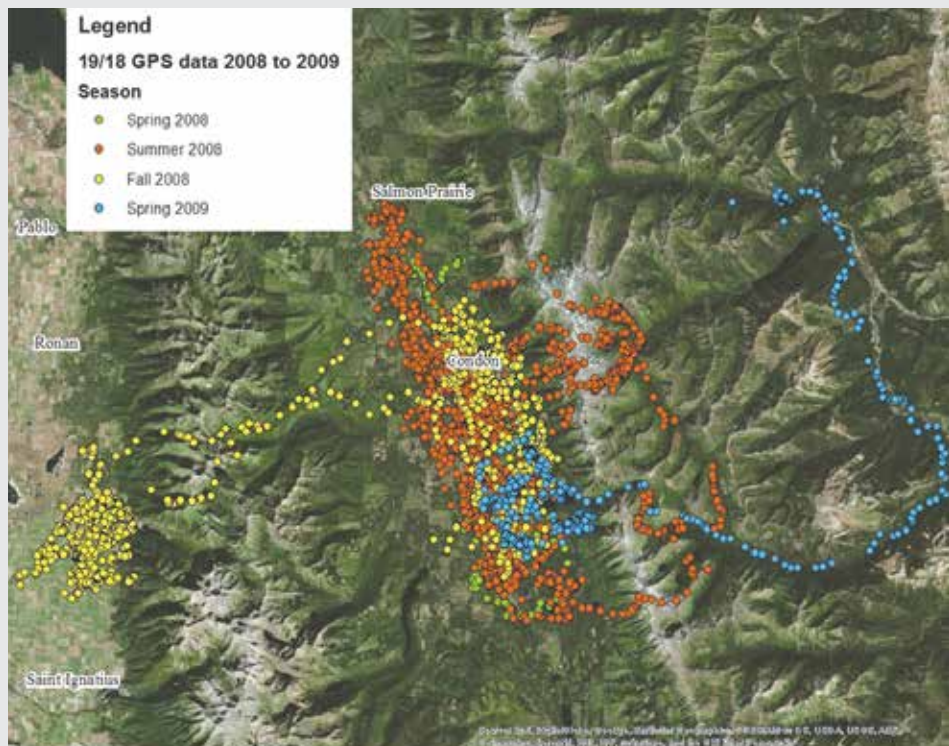 Legend
19/18 GPS data 2008 to 2009
Season
Spring 2008
Summer 2008
Fall 2008
Spring 2009
Salmon Prairie
Pablo
Ronan
Condon
Saint Ignatius